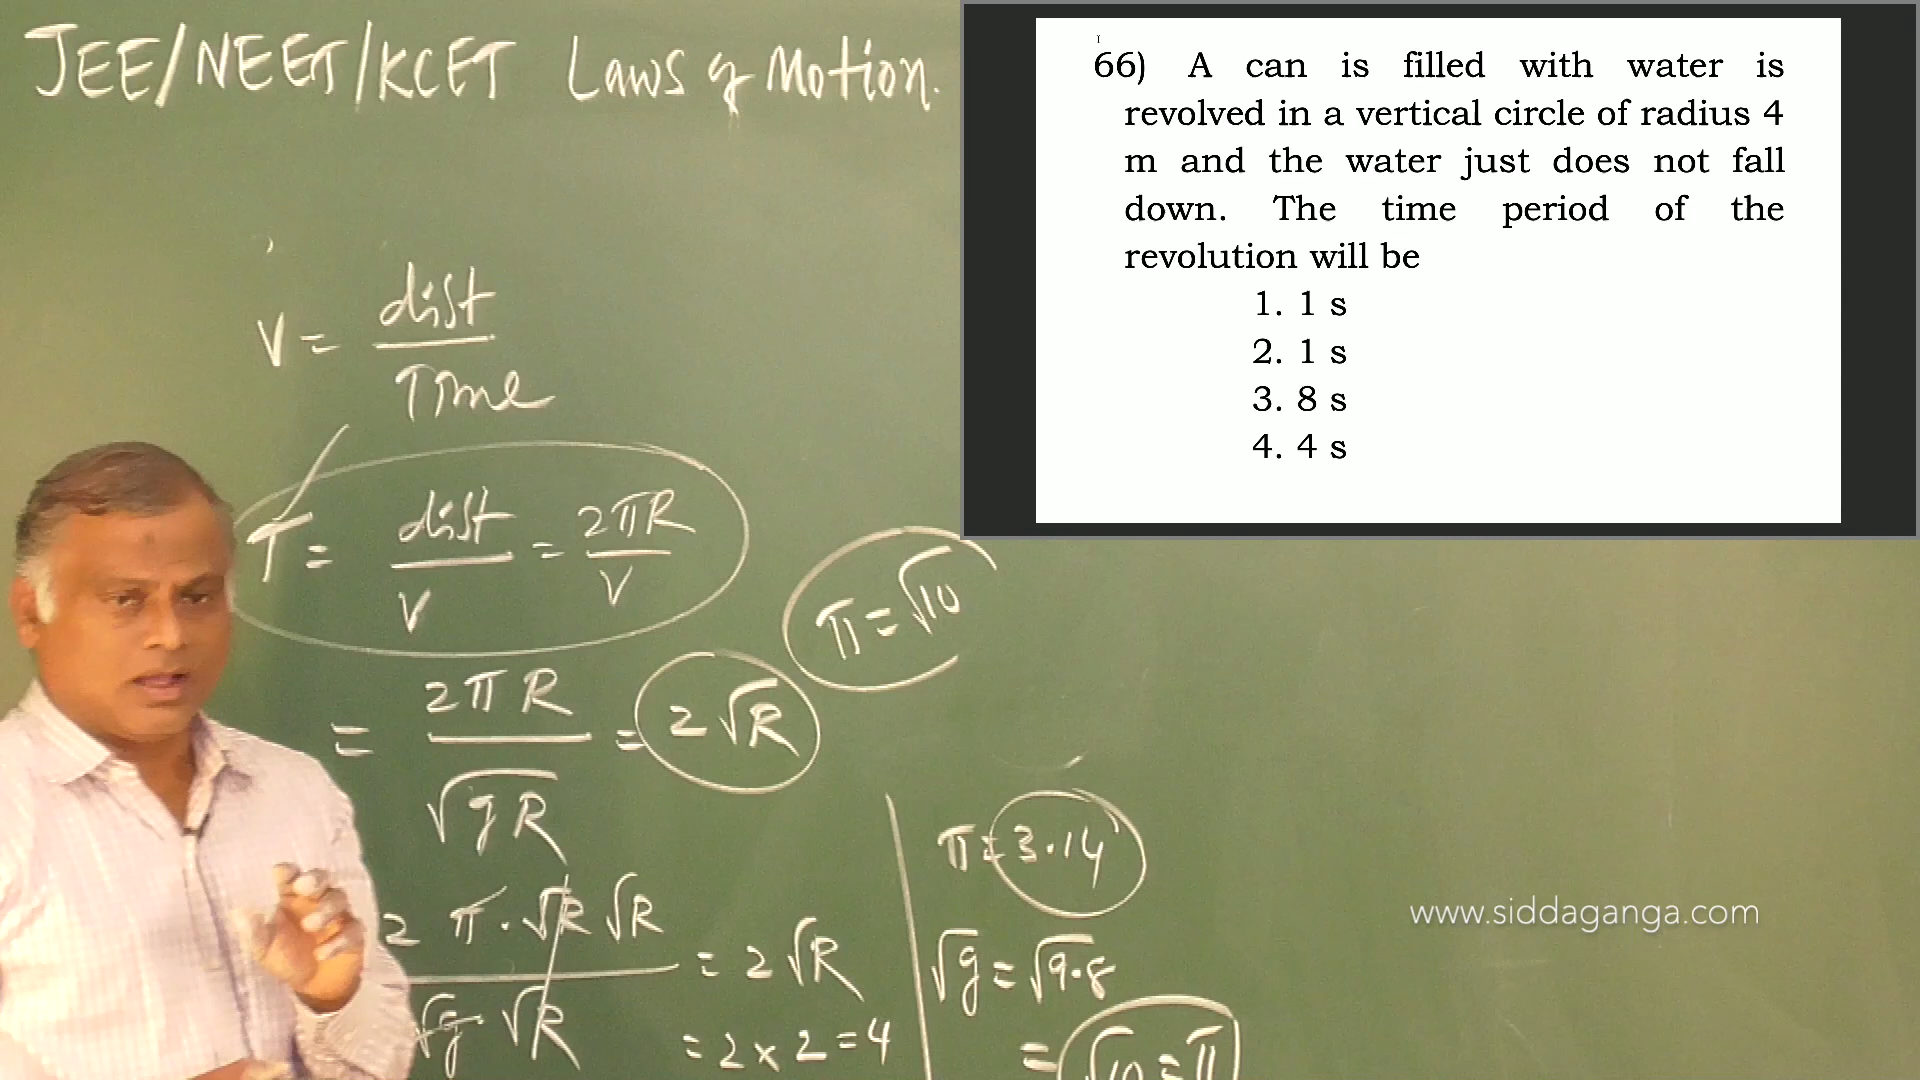 JEE/NEET/KCET Laws of Motion.
66) A can is filled with water is
revolved in a vertical circle of radius 4
m and the water just does not fall
down. The time period of the
revolution will be
1. 1 s
2. 1 s
3. 8 s
4. 4 s
V = dist / Time
T = dist / V = 2πR / V
π = √10
= 2πR / √gR = 2√R
2 π · √R √R / √g · √R = 2√R
= 2 x 2 = 4
π = 3.14
√g = √9.8
= √10 = π
www.siddaganga.com